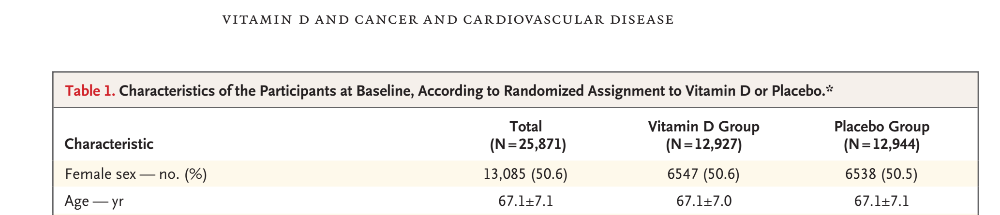 VITAMIN D AND CANCER AND CARDIOVASCULAR DISEASE
Table 1. Characteristics of the Participants at Baseline, According to Randomized Assignment to Vitamin D or Placebo.*
Characteristic Total (N=25,871) Vitamin D Group (N=12,927) Placebo Group (N=12,944)
Female sex — no. (%) 13,085 (50.6) 6547 (50.6) 6538 (50.5)
Age — yr 67.1±7.1 67.1±7.0 67.1±7.1